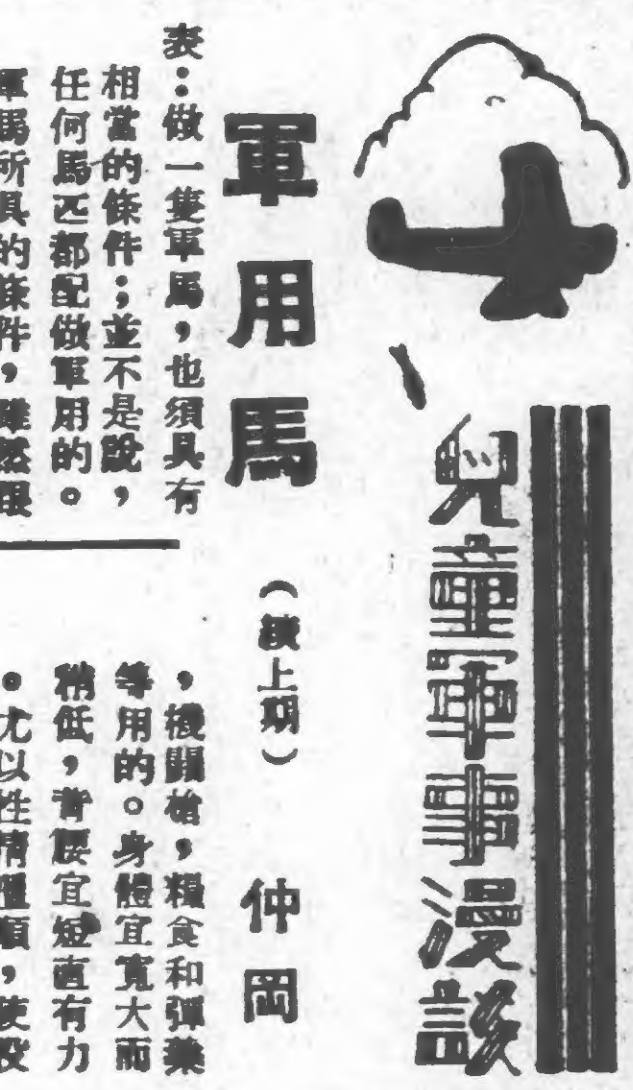 兒童軍事漫談
軍用馬
(續上期)
仲岡
表:做一隻軍馬,也須具有
相當的條件;並不是說,
任何馬匹都配做軍用的。
軍馬所具的條件,雖然很
,機關槍,糧食和彈藥
等用的。身體宜寬大而
稍低,背腰宜短直有力
。尤以性情溫順,使役